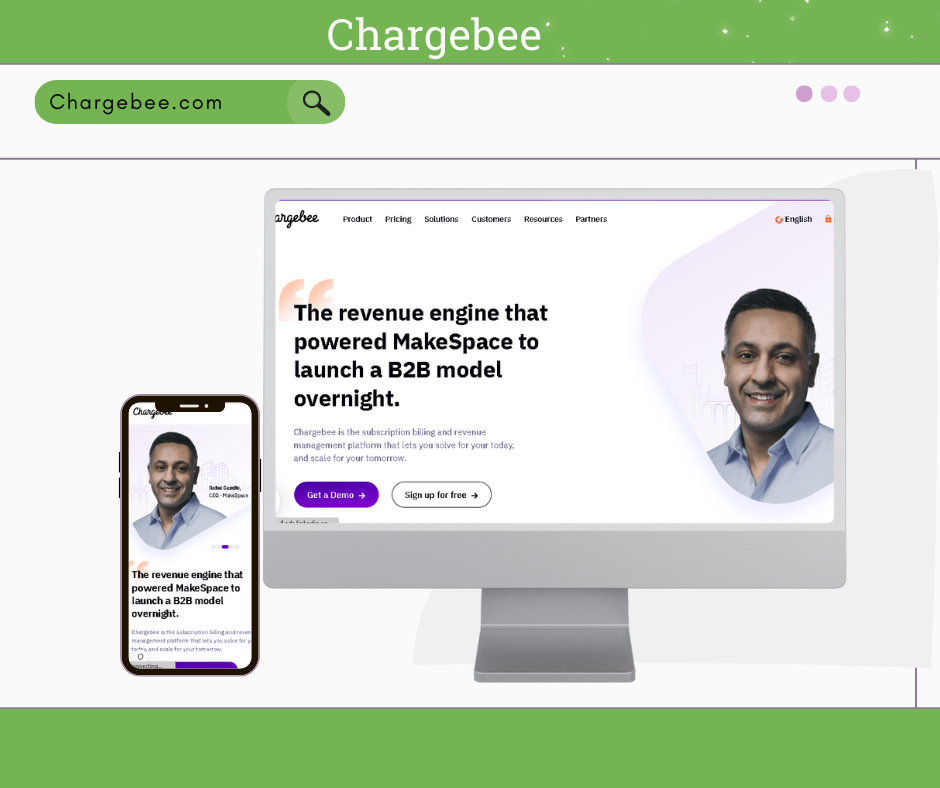 Chargebee
Chargebee.com
argebee Product Pricing Solutions Customers Resources Partners English
The revenue engine that
powered MakeSpace to
launch a B2B model
overnight.
Chargebee is the subscription billing and revenue
management platform that lets you solve for your today,
and scale for your tomorrow.
Get a Demo → Sign up for free →
Chargebee
Rahul Gandhi,
CEO - MakeSpace
The revenue engine that
powered MakeSpace to
launch a B2B model
overnight.
Chargebee is the subscription billing and reven
management platform that lets you solve for y
today, and scale for your tomorrow.
onnecting...